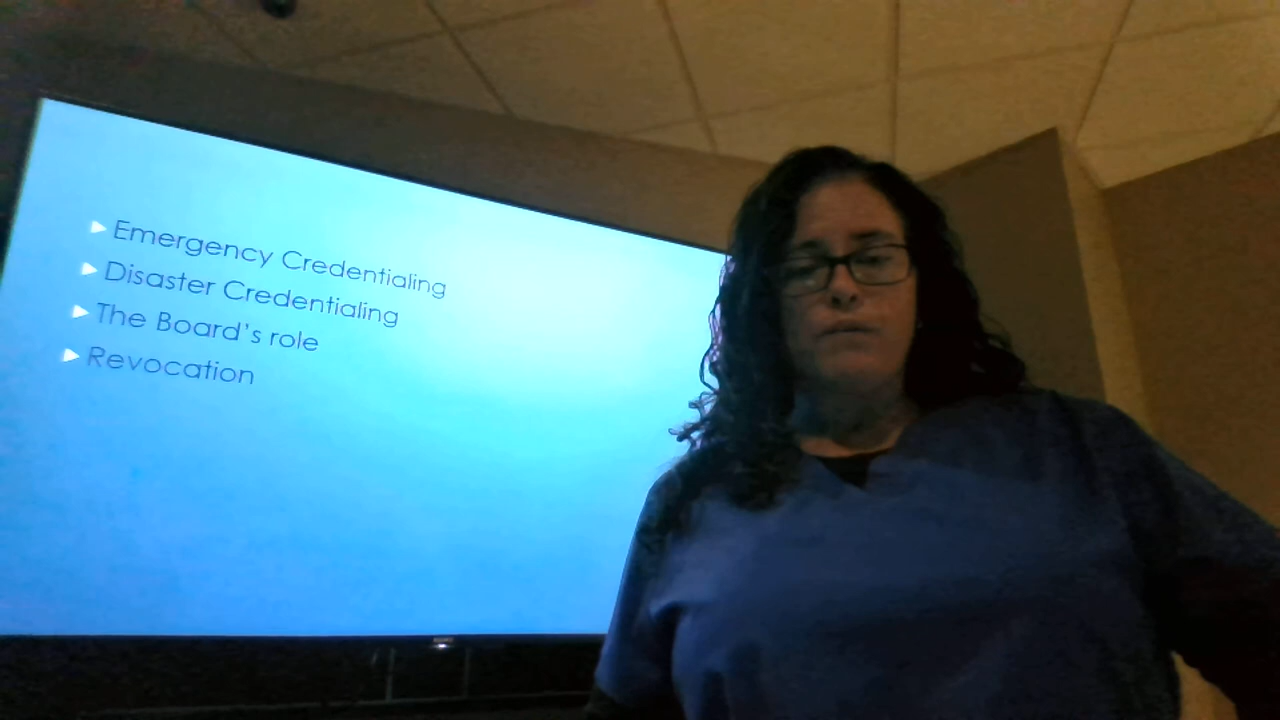 Emergency Credentialing
Disaster Credentialing
The Board's role
Revocation